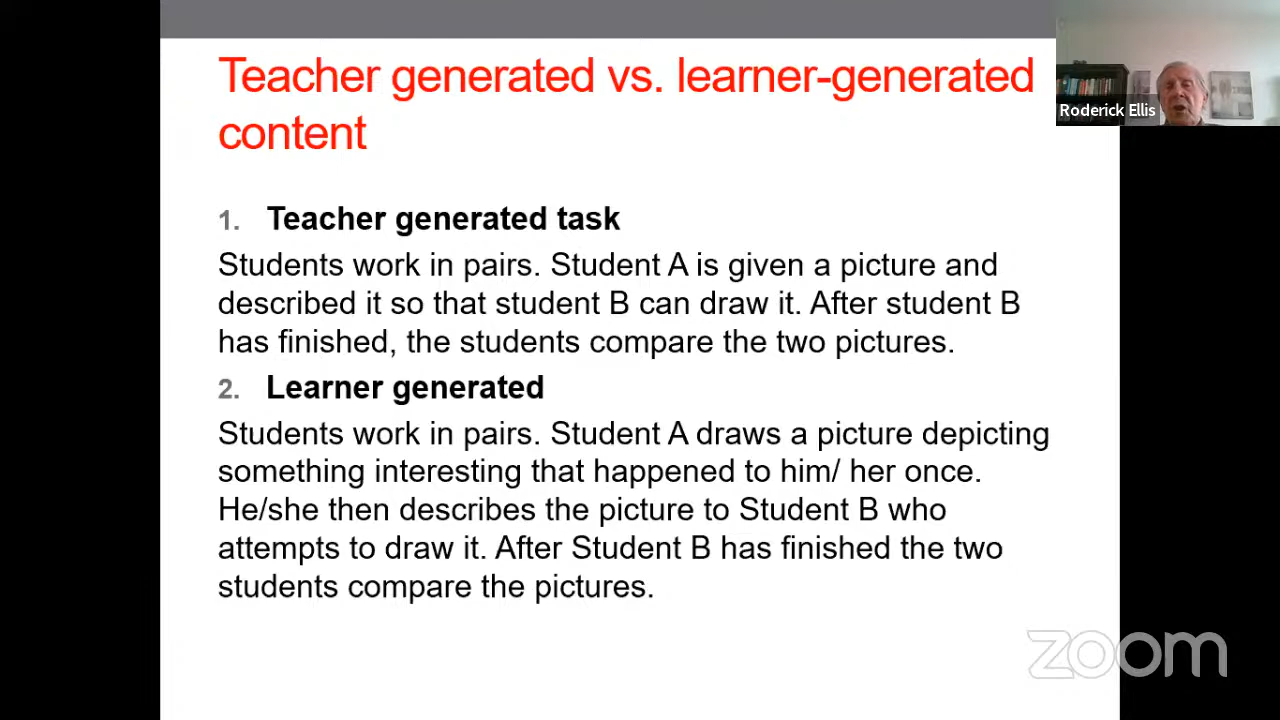 Teacher generated vs. learner-generated
content
Roderick Ellis
1. Teacher generated task
Students work in pairs. Student A is given a picture and
described it so that student B can draw it. After student B
has finished, the students compare the two pictures.
2. Learner generated
Students work in pairs. Student A draws a picture depicting
something interesting that happened to him/ her once.
He/she then describes the picture to Student B who
attempts to draw it. After Student B has finished the two
students compare the pictures.
zoom